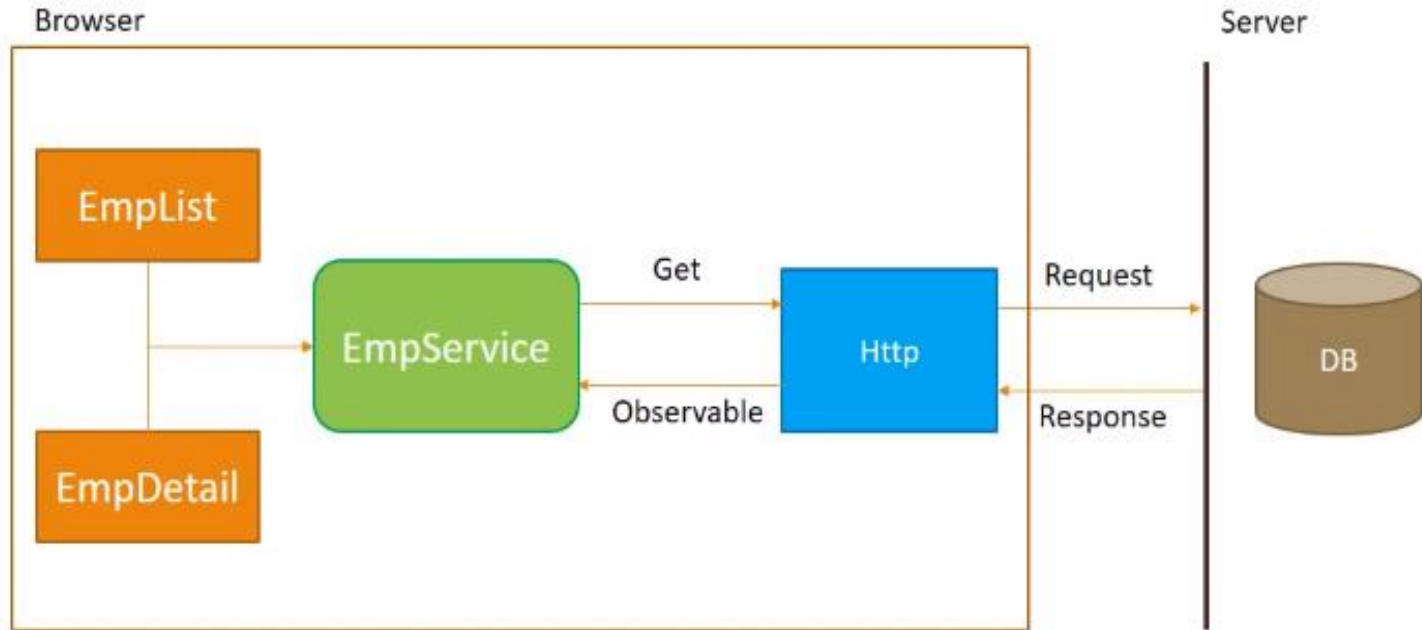 Browser
Server
EmpList
Get
Request
EmpService
Http
DB
Observable
Response
EmpDetail